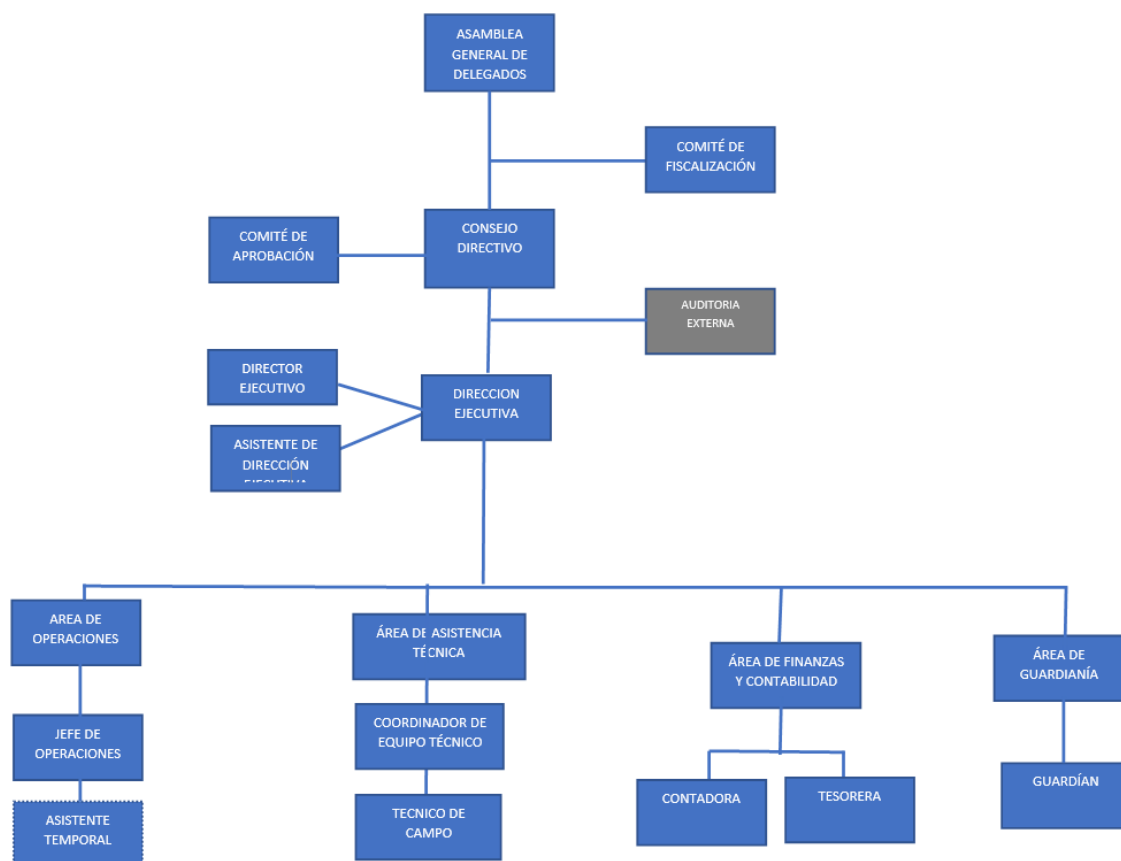 ASAMBLEA
GENERAL DE
DELEGADOS
COMITÉ DE
FISCALIZACIÓN
CONSEJO
DIRECTIVO
COMITÉ DE
APROBACIÓN
AUDITORIA
EXTERNA
DIRECTOR
EJECUTIVO
DIRECCION
EJECUTIVA
ASISTENTE DE
DIRECCIÓN
EJECUTIVA
AREA DE
OPERACIONES
ÁREA DE ASISTENCIA
TÉCNICA
ÁREA DE FINANZAS
Y CONTABILIDAD
ÁREA DE
GUARDIANÍA
JEFE DE
OPERACIONES
COORDINADOR DE
EQUIPO TÉCNICO
CONTADORA
TESORERA
GUARDÍAN
ASISTENTE
TEMPORAL
TECNICO DE
CAMPO